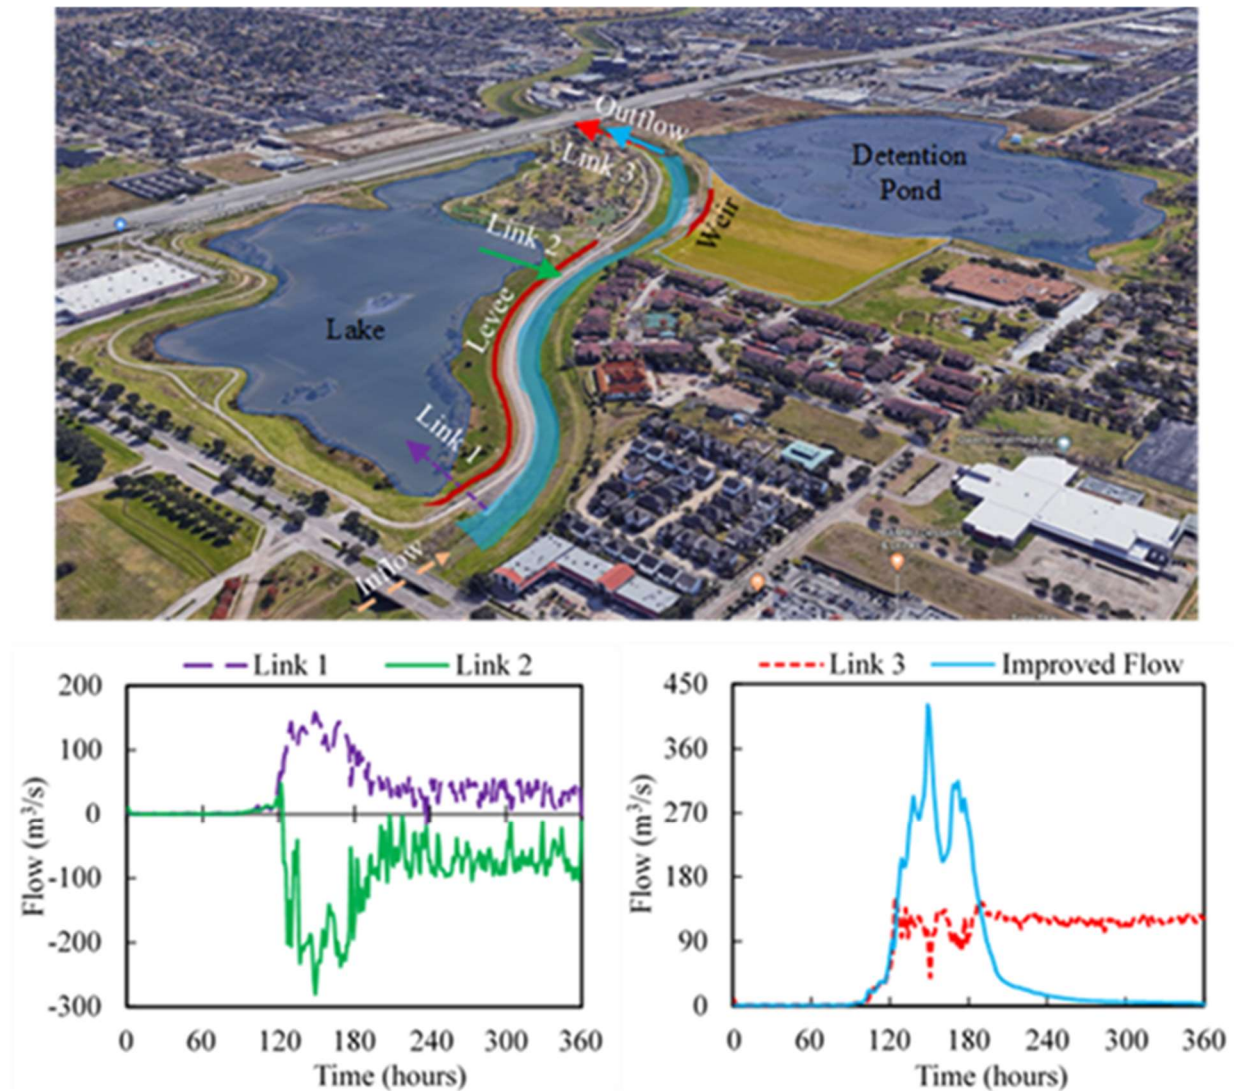 Outflow
Link 3
Detention
Pond
Weir
Link 2
Levee
Lake
Link 1
Inflow
Link 1 Link 2
200
100
0
-100
-200
-300
Flow (m³/s)
0 60 120 180 240 300 360
Time (hours)
Link 3 Improved Flow
450
360
270
180
90
0
Flow (m³/s)
0 60 120 180 240 300 360
Time (hours)